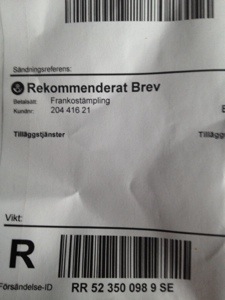 Sändningsreferens:
Rekommenderat Brev
Betalsätt: Frankostämpling
Kundnr: 204 416 21
Tilläggstjänster Tillägg
Vikt:
R
Försändelse-ID RR 52 350 098 9 SE